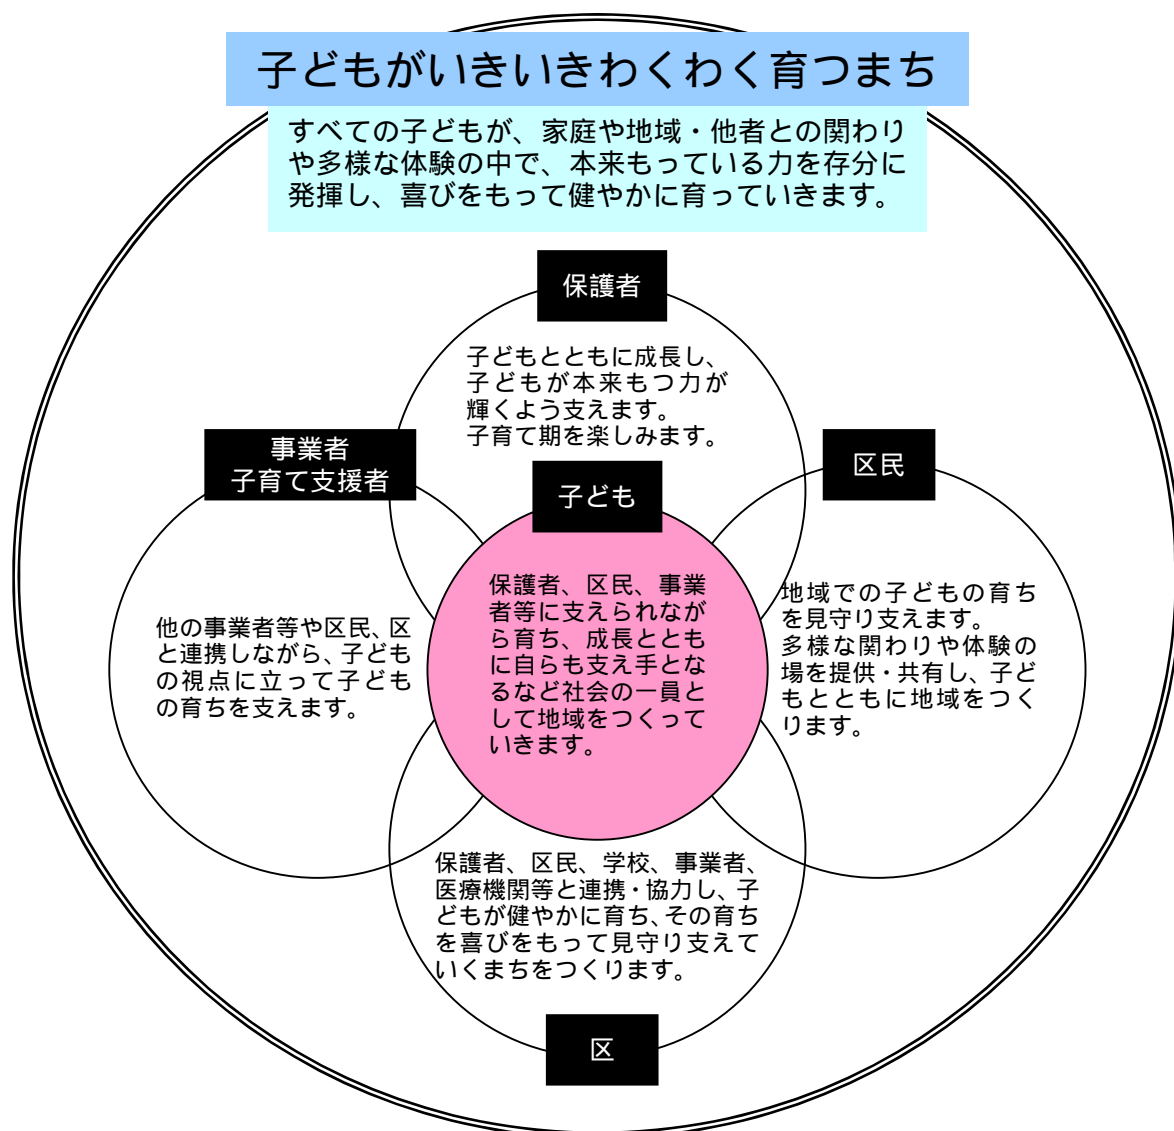 子どもがいきいきわくわく育つまち
すべての子どもが、家庭や地域・他者との関わり
や多様な体験の中で、本来もっている力を存分に
発揮し、喜びをもって健やかに育っていきます。
保護者
子どもとともに成長し、
子どもが本来もつ力が
輝くよう支えます。
子育て期を楽しみます。
事業者
子育て支援者
他の事業者等や区民、区
と連携しながら、子ども
の視点に立って子ども
の育ちを支えます。
子ども
保護者、区民、事業
者等に支えられなが
ら育ち、成長ととも
に自らも支え手とな
るなど社会の一員と
して地域をつくって
いきます。
区民
地域での子どもの育ち
を見守り支えます。
多様な関わりや体験の
場を提供・共有し、子ど
もとともに地域をつく
ります。
保護者、区民、学校、事業者、
医療機関等と連携・協力し、子
どもが健やかに育ち、その育ち
を喜びをもって見守り支えて
いくまちをつくります。
区